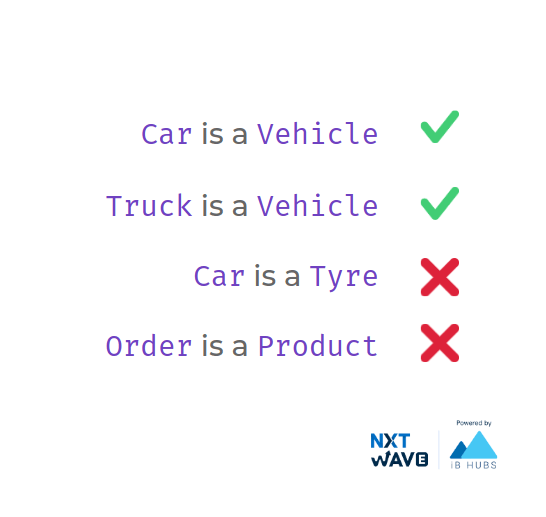 Car is a Vehicle
Truck is a Vehicle
Car is a Tyre
Order is a Product
Powered by
NXT
WAVE
iB HUBS